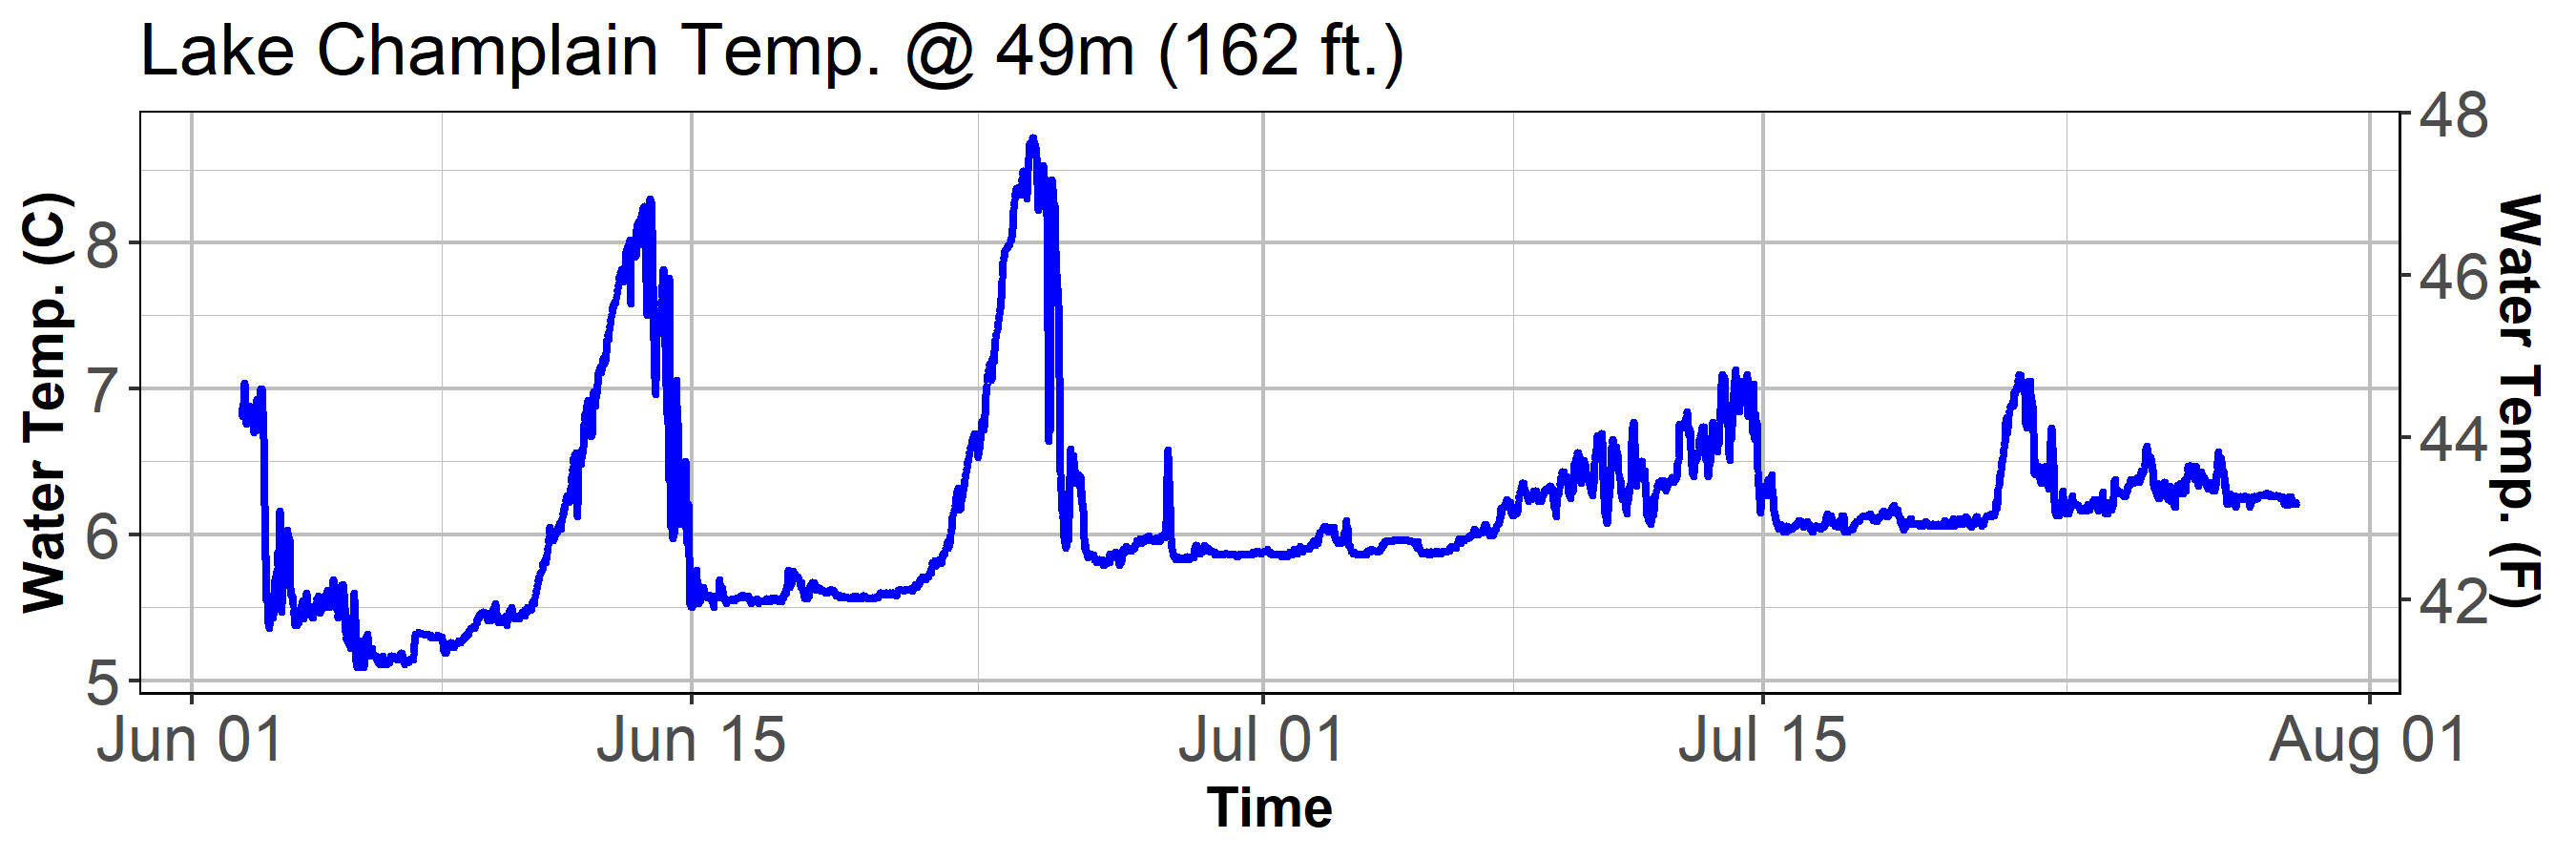 Lake Champlain Temp. @ 49m (162 ft.)
Water Temp. (C)
8
7
6
5
48
46
44
42
Water Temp. (F)
Jun 01 Jun 15 Jul 01 Jul 15 Aug 01
Time